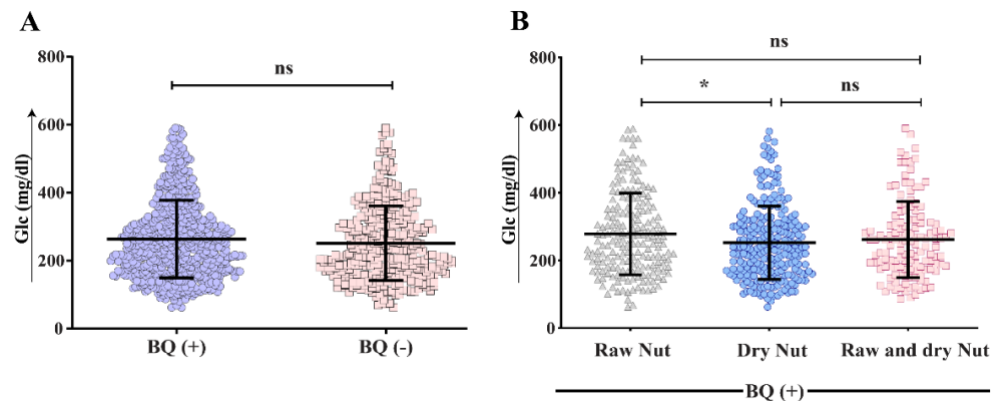 A
Glc (mg/dl)
800
600
400
200
0
ns
BQ (+)
BQ (-)
B
Glc (mg/dl)
800
600
400
200
0
ns
*
ns
Raw Nut
Dry Nut
Raw and dry Nut
BQ (+)